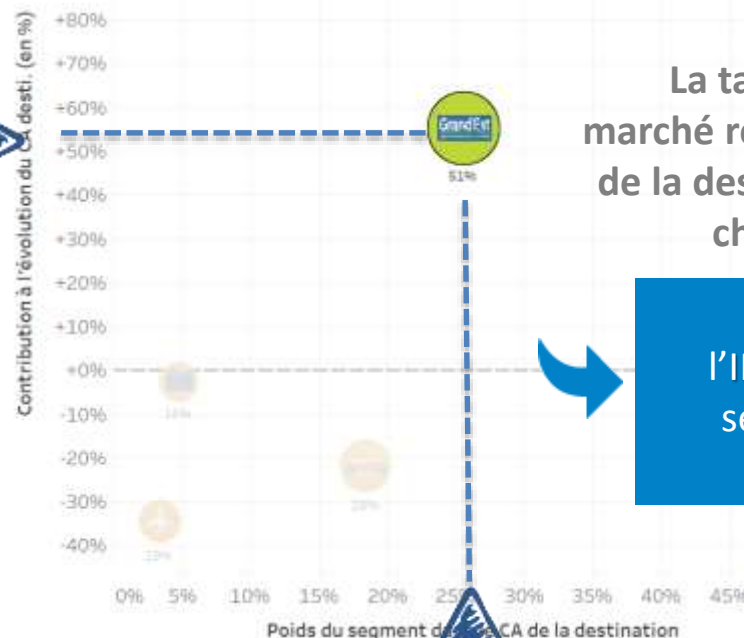 Contribution à l'évolution du CA desti. (en %)
+80%
+70%
+60%
+50%
+40%
+30%
+20%
+10%
+0%
-10%
-20%
-30%
-40%
GrandEst
51%
La ta
marché r
de la des
ch
l'I
se
0% 5% 10% 15% 20% 30% 35% 40% 45%
Poids du segment CA de la destination